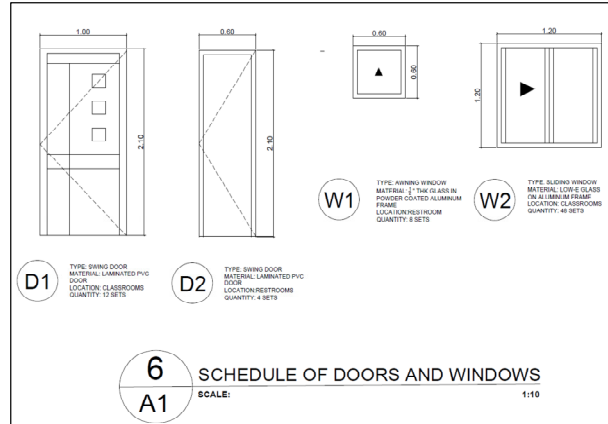 1.00
2.10
0.60
2.10
0.60
0.60
1.20
1.20
D1
TYPE: SWING DOOR
MATERIAL: LAMINATED PVC
DOOR
LOCATION: CLASSROOMS
QUANTITY: 12 SETS
D2
TYPE: SWING DOOR
MATERIAL: LAMINATED PVC
DOOR
LOCATION:RESTROOMS
QUANTITY: 4 SETS
W1
TYPE: AWNING WINDOW
MATERIAL: " THK GLASS IN
POWDER COATED ALUMINUM
FRAME
LOCATION:RESTROOM
QUANTITY: 8 SETS
W2
TYPE: SLIDING WINDOW
MATERIAL: LOW-E GLASS
ON ALUMINUM FRAME
LOCATION: CLASSROOMS
QUANTITY: SETS
6
A1
SCHEDULE OF DOORS AND WINDOWS
SCALE: 1:10